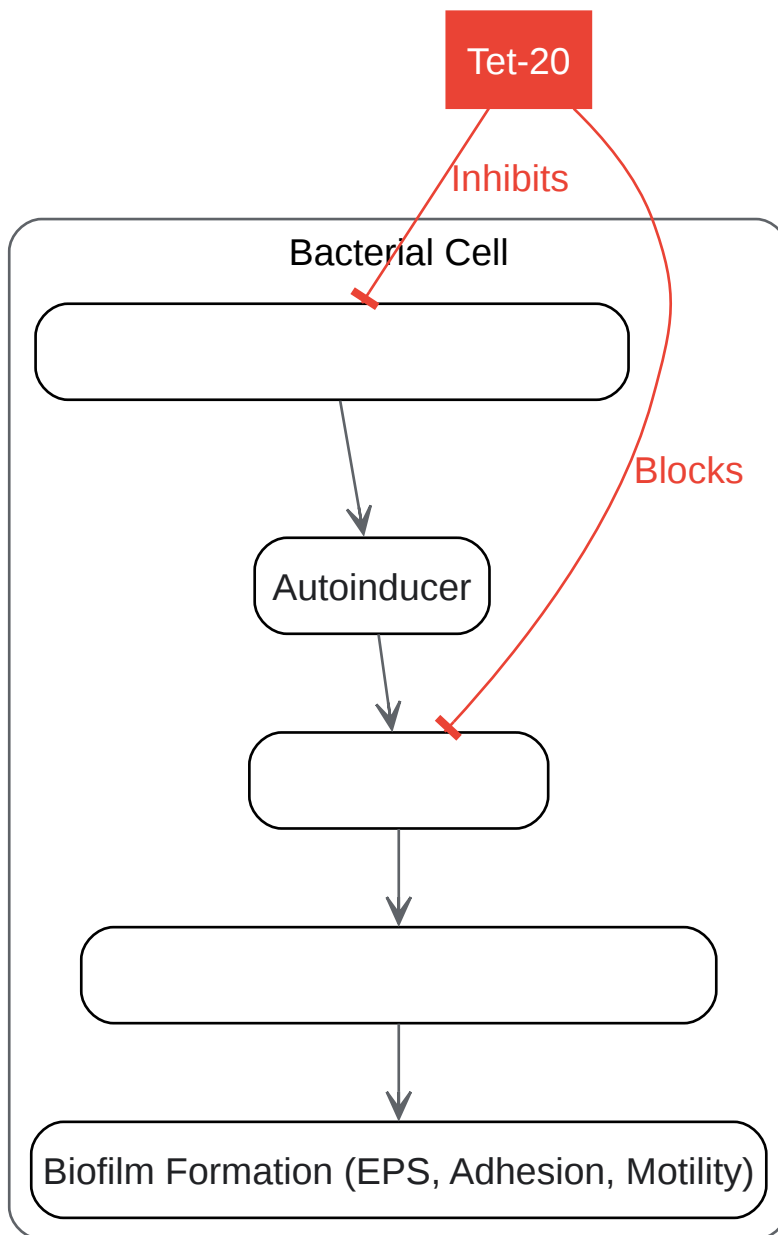 Tet-20
Inhibits
Bacterial Cell
Blocks
Autoinducer
Biofilm Formation (EPS, Adhesion, Motility)